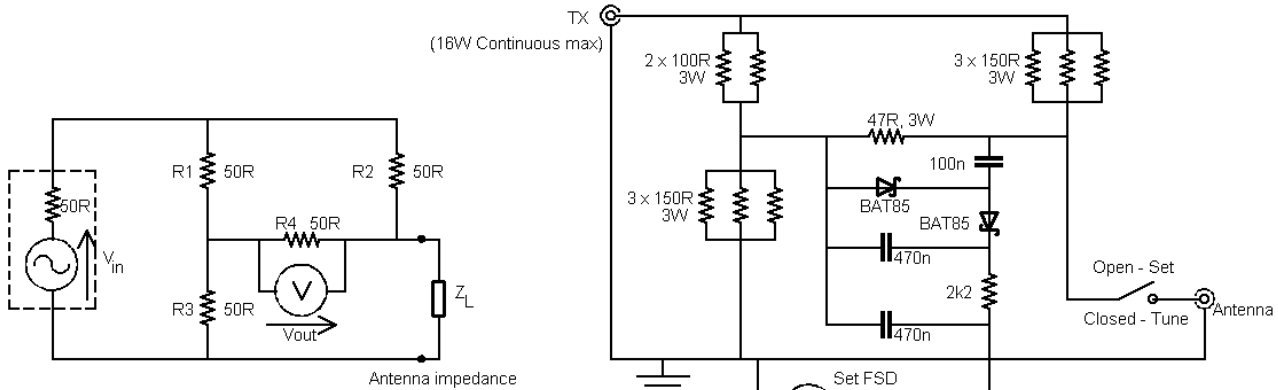 50R
Vin
R1
50R
R2
50R
R4
50R
V
Vout
R3
50R
ZL
Antenna impedance
TX
(16W Continuous max)
2 x 100R
3W
3 x 150R
3W
47R, 3W
100n
BAT85
BAT85
3 x 150R
3W
470n
2k2
470n
Open - Set
Closed - Tune
Antenna
Set FSD